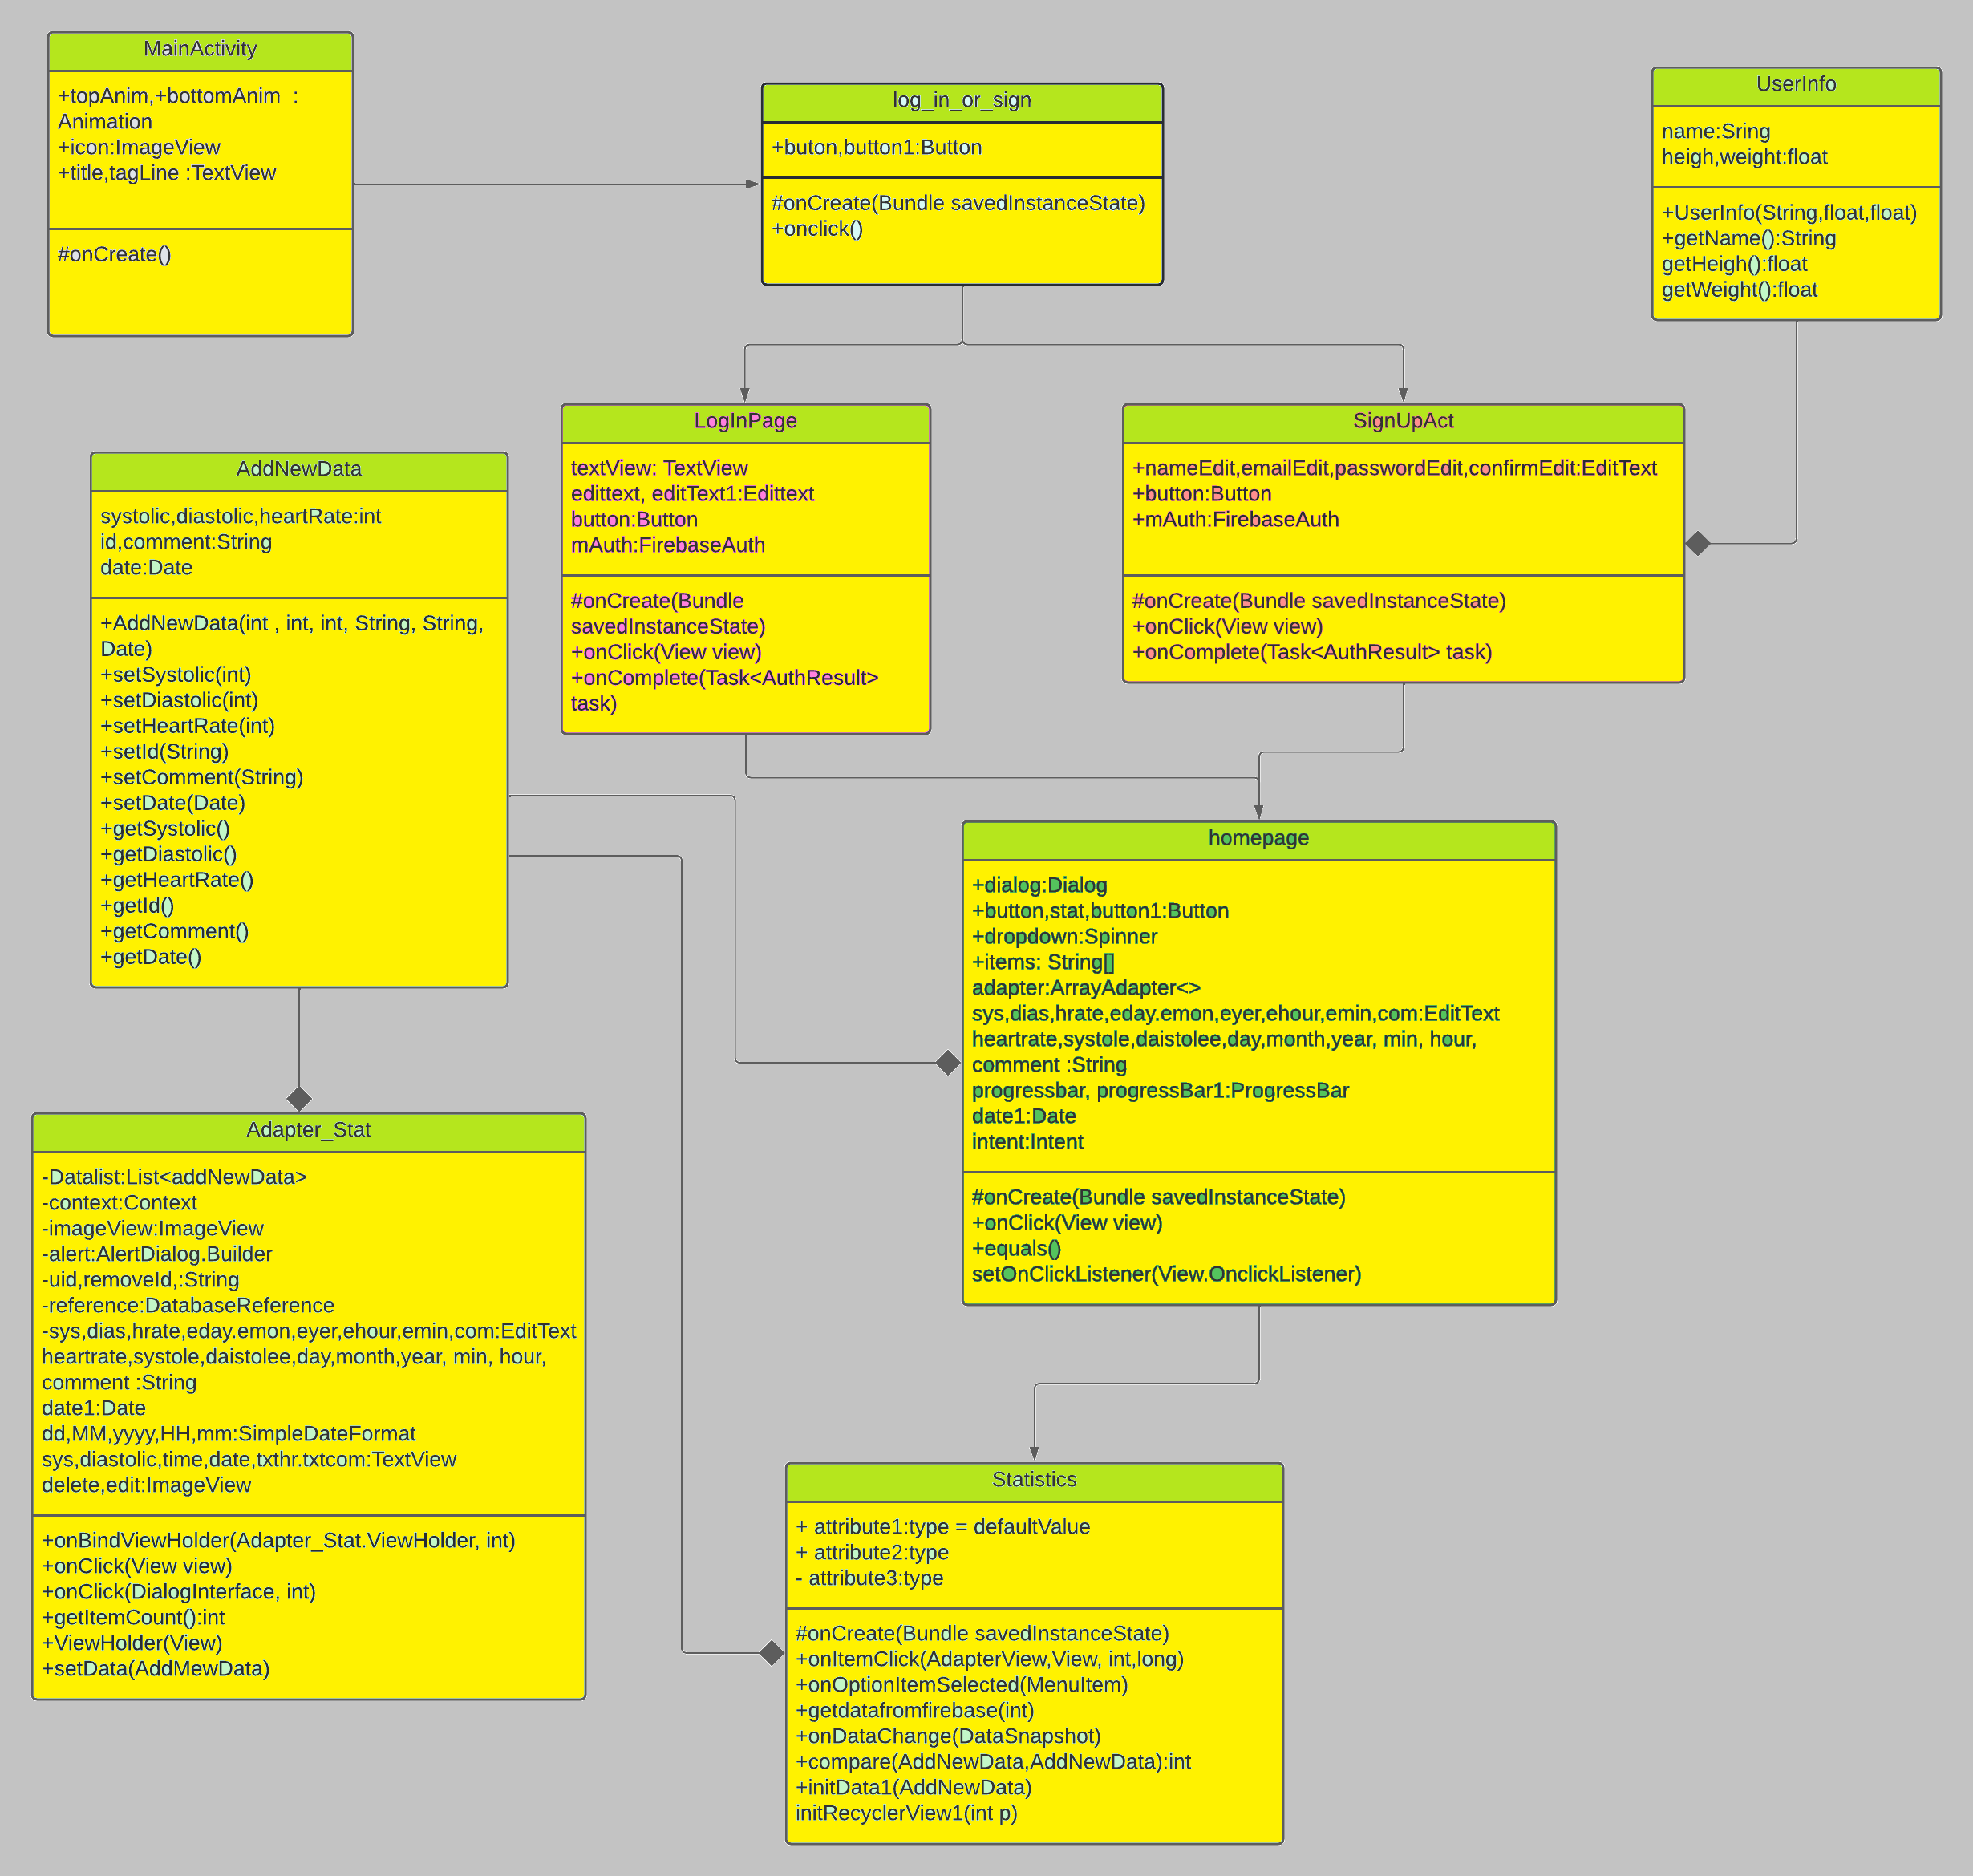 MainActivity
+topAnim,+bottomAnim  :
Animation
+icon:ImageView
+title,tagLine :TextView
#onCreate()
log_in_or_sign
+buton,button1:Button
#onCreate(Bundle savedInstanceState)
+onclick()
UserInfo
name:Sring
heigh,weight:float
+UserInfo(String,float,float)
+getName():String
getHeigh():float
getWeight():float
LogInPage
textView: TextView
edittext, editText1:Edittext
button:Button
mAuth:FirebaseAuth
#onCreate(Bundle
savedInstanceState)
+onClick(View view)
+onComplete(Task<AuthResult>
task)
SignUpAct
+nameEdit,emailEdit,passwordEdit,confirmEdit:EditText
+button:Button
+mAuth:FirebaseAuth
#onCreate(Bundle savedInstanceState)
+onClick(View view)
+onComplete(Task<AuthResult> task)
AddNewData
systolic,diastolic,heartRate:int
id,comment:String
date:Date
+AddNewData(int , int, int, String, String,
Date)
+setSystolic(int)
+setDiastolic(int)
+setHeartRate(int)
+setId(String)
+setComment(String)
+setDate(Date)
+getSystolic()
+getDiastolic()
+getHeartRate()
+getId()
+getComment()
+getDate()
homepage
+dialog:Dialog
+button,stat,button1:Button
+dropdown:Spinner
+items: String[]
adapter:ArrayAdapter<>
sys,dias,hrate,eday.emon,eyer,ehour,emin,com:EditText
heartrate,systole,daistolee,day,month,year, min, hour,
comment :String
progressbar, progressBar1:ProgressBar
date1:Date
intent:Intent
#onCreate(Bundle savedInstanceState)
+onClick(View view)
+equals()
setOnClickListener(View.OnclickListener)
Adapter_Stat
-Datalist:List<addNewData>
-context:Context
-imageView:ImageView
-alert:AlertDialog.Builder
-uid,removeId,:String
-reference:DatabaseReference
-sys,dias,hrate,eday.emon,eyer,ehour,emin,com:EditText
heartrate,systole,daistolee,day,month,year, min, hour,
comment :String
date1:Date
dd,MM,yyyy,HH,mm:SimpleDateFormat
sys,diastolic,time,date,txthr.txtcom:TextView
delete,edit:ImageView
+onBindViewHolder(Adapter_Stat.ViewHolder, int)
+onClick(View view)
+onClick(DialogInterface, int)
+getItemCount():int
+ViewHolder(View)
+setData(AddMewData)
Statistics
+ attribute1:type = defaultValue
+ attribute2:type
- attribute3:type
#onCreate(Bundle savedInstanceState)
+onItemClick(AdapterView,View, int,long)
+onOptionItemSelected(MenuItem)
+getdatafromfirebase(int)
+onDataChange(DataSnapshot)
+compare(AddNewData,AddNewData):int
+initData1(AddNewData)
initRecyclerView1(int p)